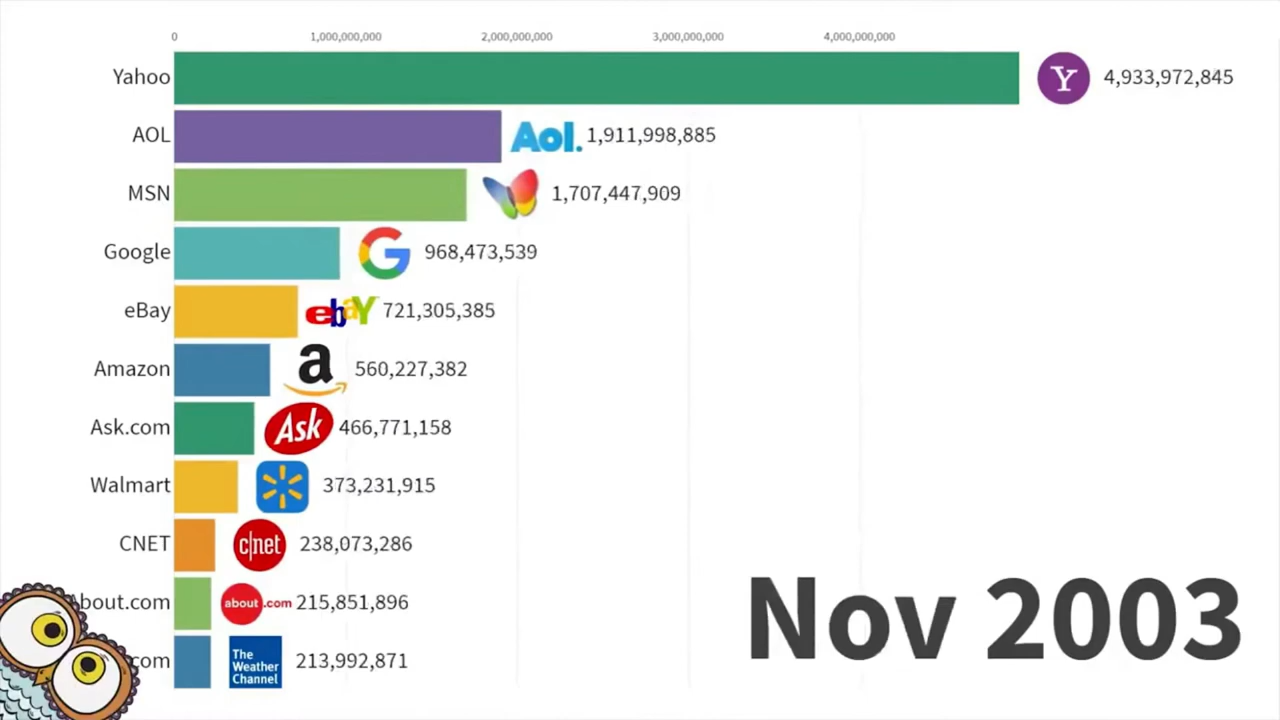 0 1,000,000,000 2,000,000,000 3,000,000,000 4,000,000,000
Yahoo Y 4,933,972,845
AOL Aol. 1,911,998,885
MSN 1,707,447,909
Google G 968,473,539
eBay ebaY 721,305,385
Amazon a 560,227,382
Ask.com Ask 466,771,158
Walmart 373,231,915
CNET c|net 238,073,286
About.com about.com 215,851,896
com The Weather Channel 213,992,871
Nov 2003